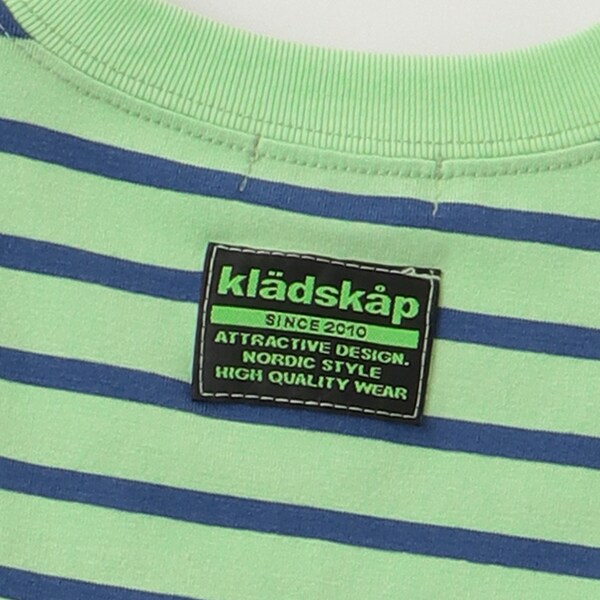 klädskåp
SINCE 2010
ATTRACTIVE DESIGN.
NORDIC STYLE
HIGH QUALITY WEAR